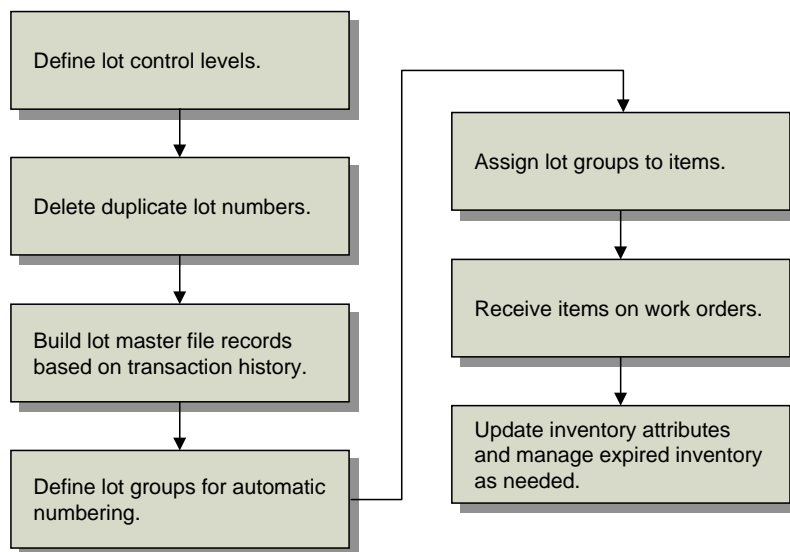 Define lot control levels.
Delete duplicate lot numbers.
Build lot master file records
based on transaction history.
Define lot groups for automatic
numbering.
Assign lot groups to items.
Receive items on work orders.
Update inventory attributes
and manage expired inventory
as needed.